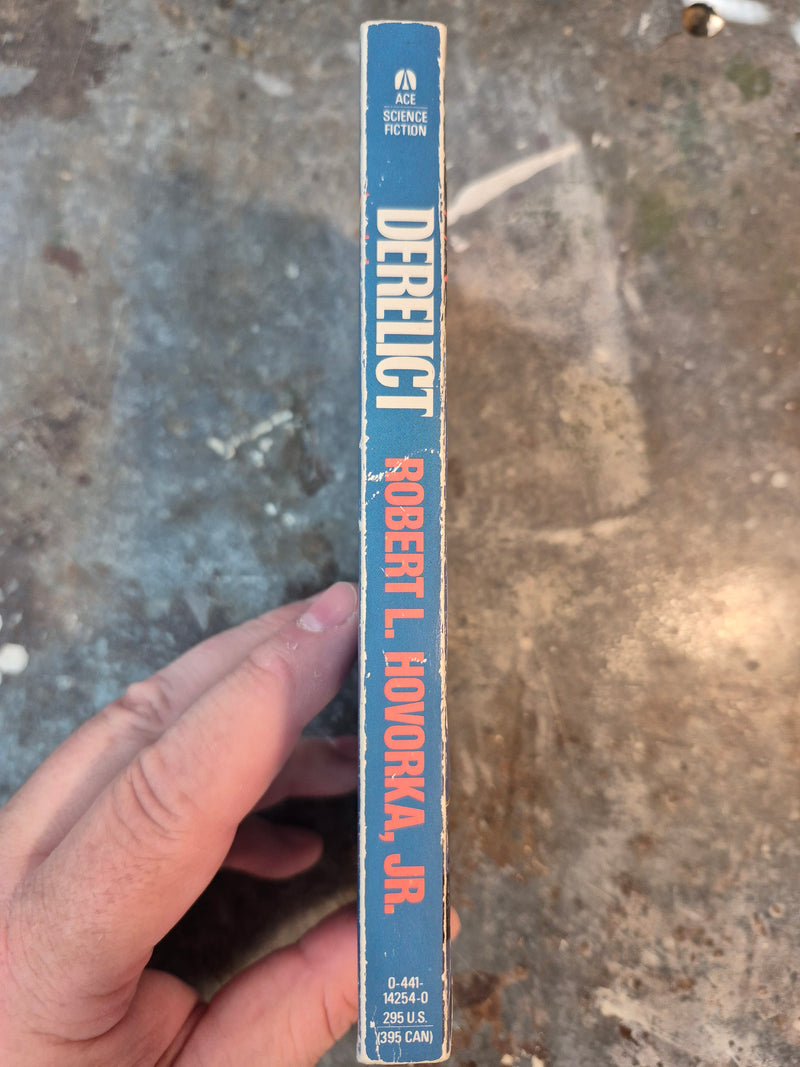 ACE
SCIENCE
FICTION
DERELICT
ROBERT L. HOVORKA, JR.
0-441-
14254-0
295 U.S.
(395 CAN)